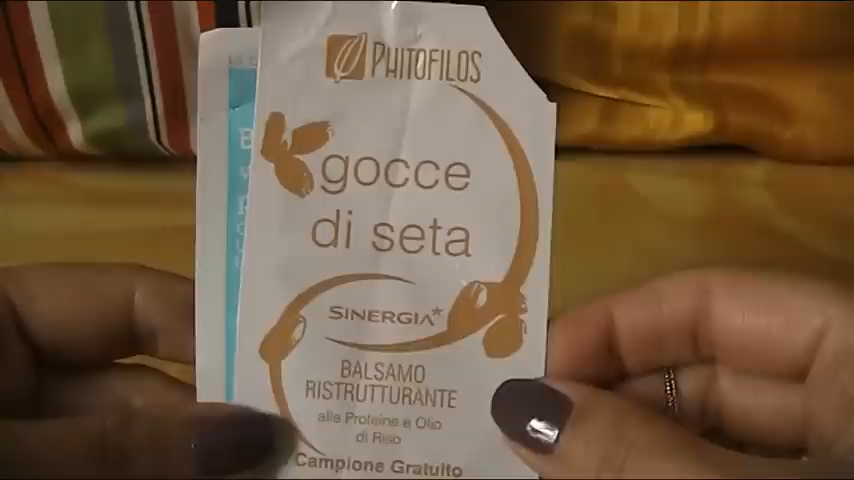 PHITOFILOS
gocce
di seta
SINERGIA*
BALSAMO
RISTRUTTURANTE
alle Proteine e Olio
di Riso
Campione Gratuito